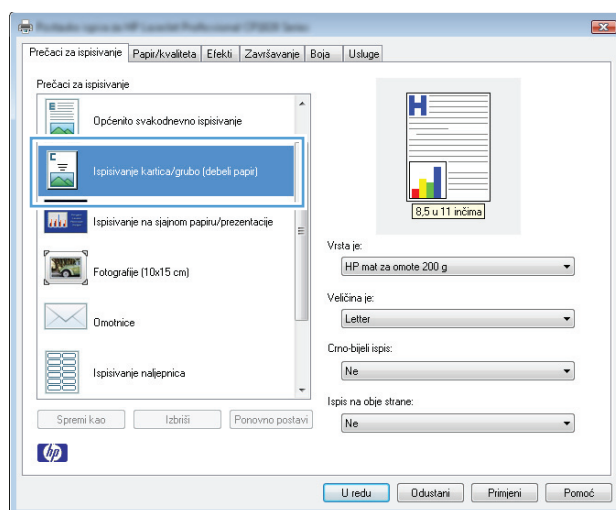 Prečaci za ispisivanje
Papir/kvaliteta
Efekti
Završavanje
Boja
Usluge
Prečaci za ispisivanje
Općenito svakodnevno ispisivanje
Ispisivanje kartica/grubo (debeli papir)
Ispisivanje na sjajnom papiru/prezentacije
Fotografije (10x15 cm)
Omotnice
Ispisivanje naljepnica
Spremi kao
Izbriši
Ponovno postavi
H
8,5 u 11 inčima
Vrsta je:
HP mat za omote 200 g
Veličina je:
Letter
Crno-bijeli ispis:
Ne
Ispis na obje strane:
Ne
hp
U redu
Odustani
Primjeni
Pomoć